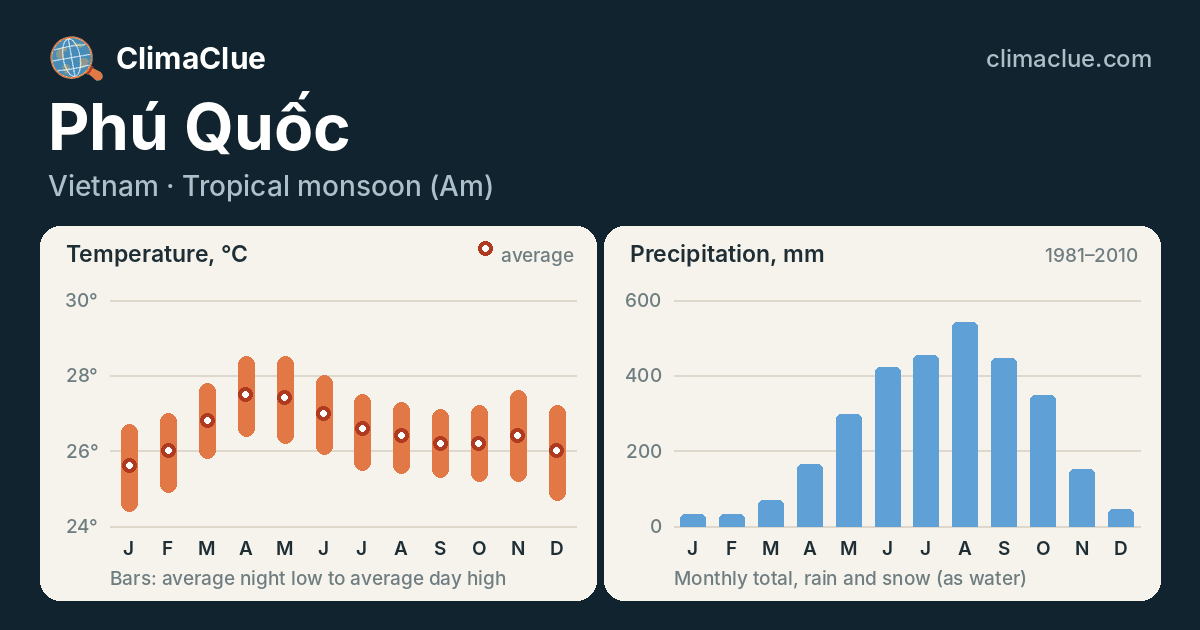 ClimaClue
climaclue.com
Phú Quốc
Vietnam · Tropical monsoon (Am)
Temperature, °C
average
30°
28°
26°
24°
J F M A M J J A S O N D
Bars: average night low to average day high
Precipitation, mm
1981–2010
600
400
200
0
J F M A M J J A S O N D
Monthly total, rain and snow (as water)